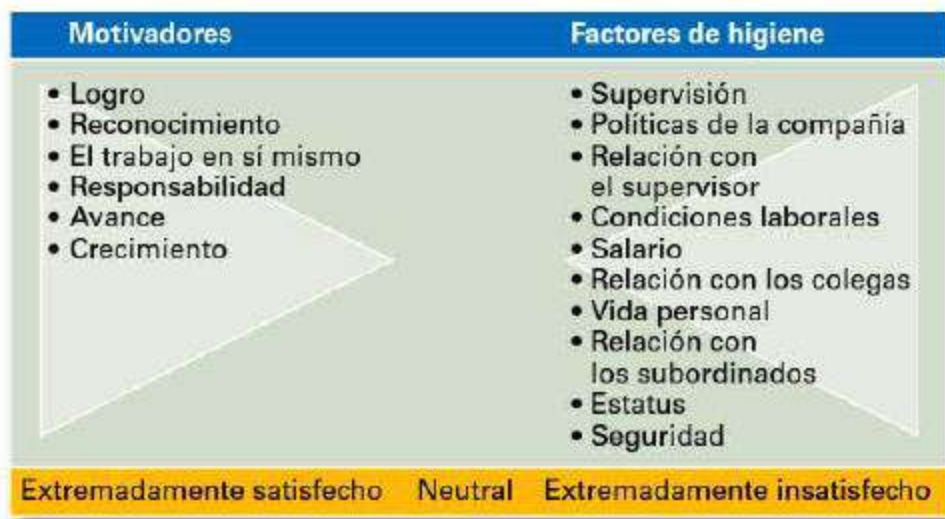 Motivadores
Factores de higiene
• Logro
• Reconocimiento
• El trabajo en sí mismo
• Responsabilidad
• Avance
• Crecimiento
• Supervisión
• Políticas de la compañía
• Relación con
el supervisor
• Condiciones laborales
• Salario
• Relación con los colegas
• Vida personal
• Relación con
los subordinados
• Estatus
• Seguridad
Extremadamente satisfecho Neutral Extremadamente insatisfecho